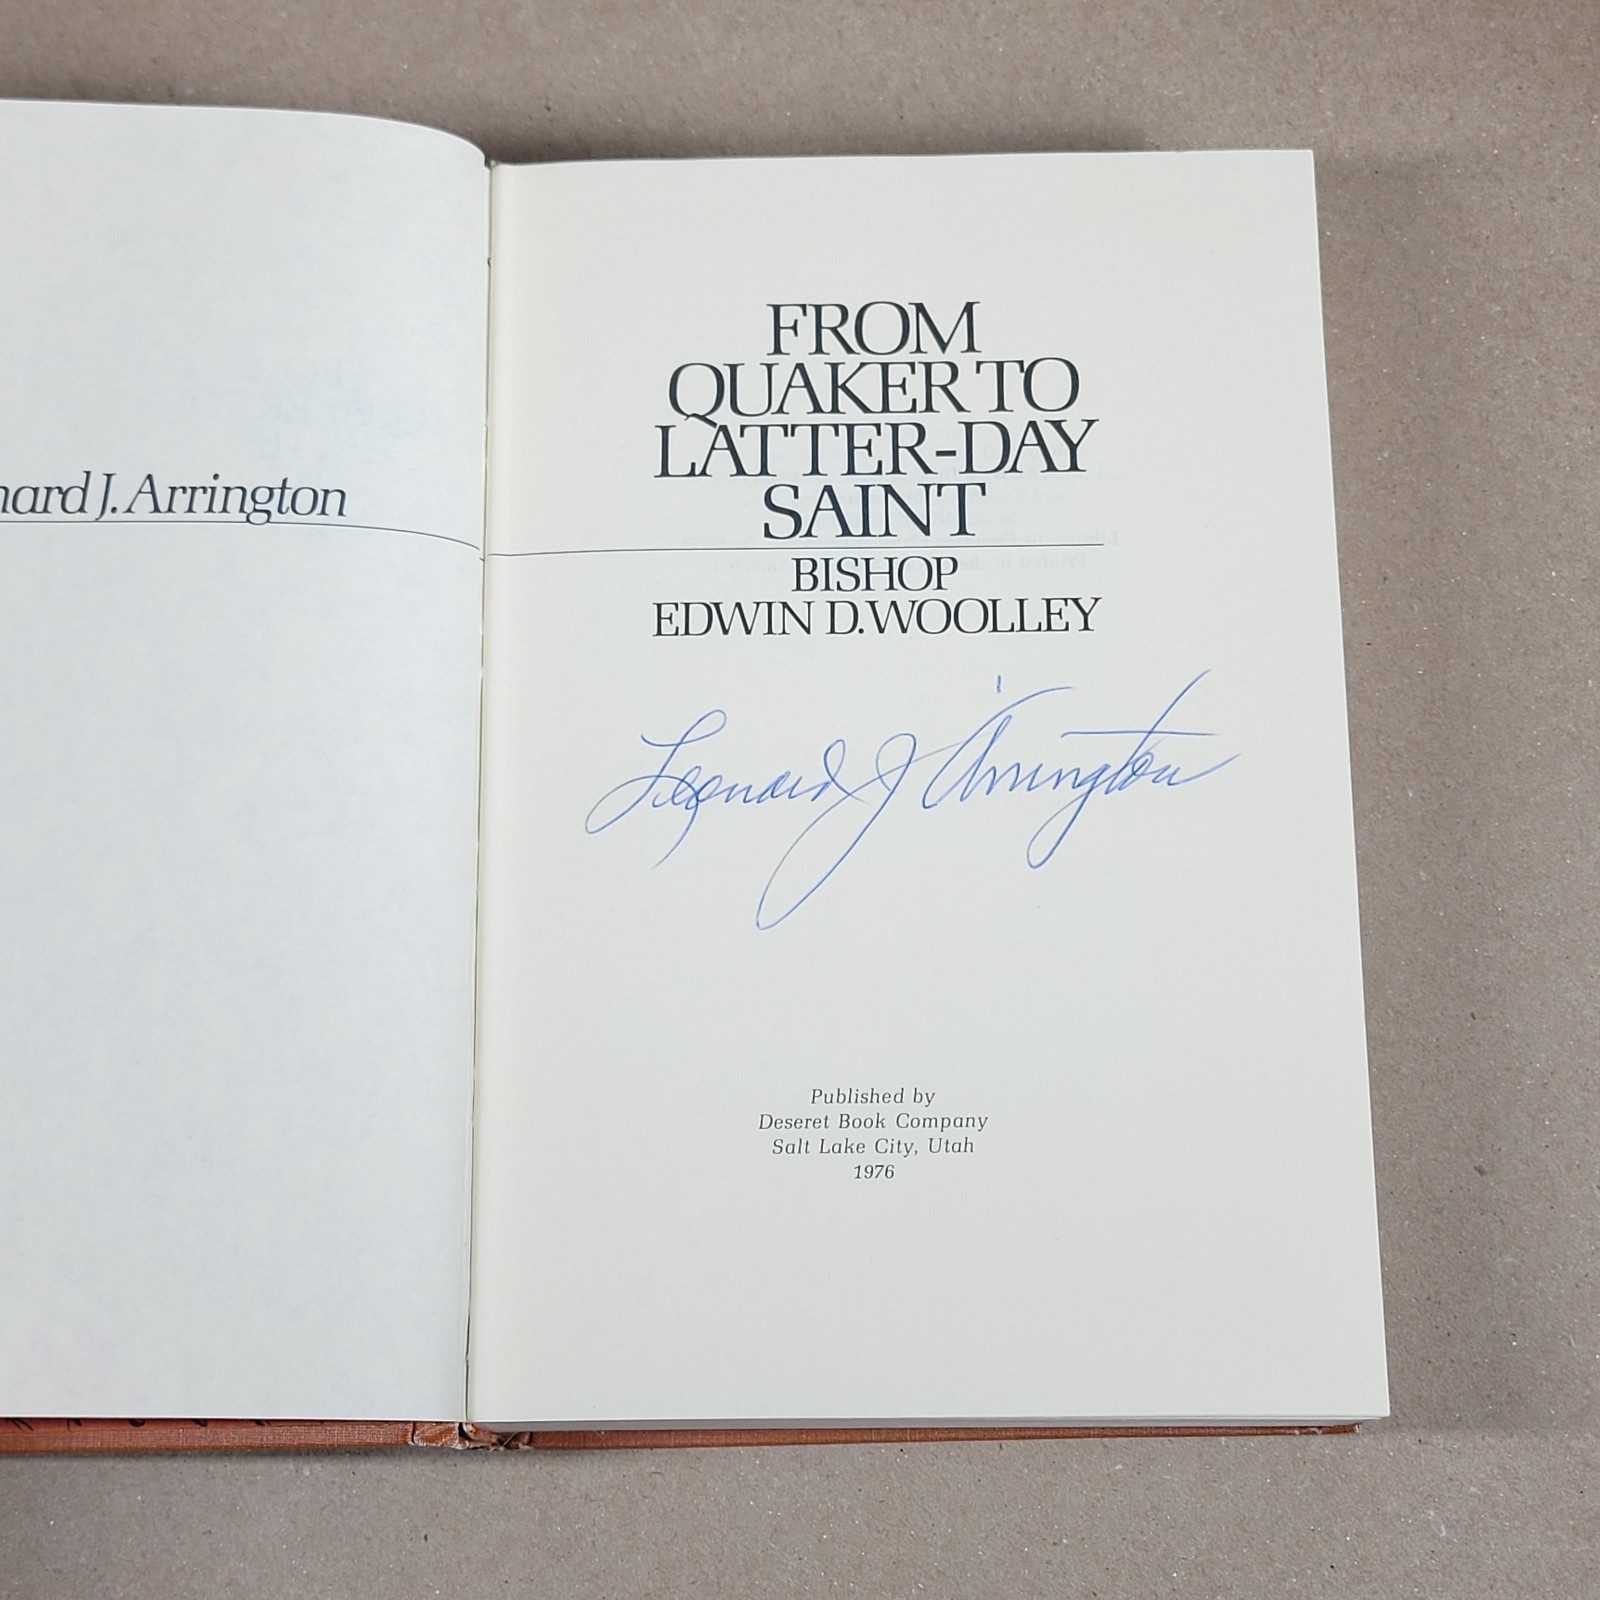 nard J. Arrington
FROM
QUAKER TO
LATTER-DAY
SAINT
BISHOP
EDWIN D. WOOLLEY
Leonard J Arrington
Published by
Deseret Book Company
Salt Lake City, Utah
1976